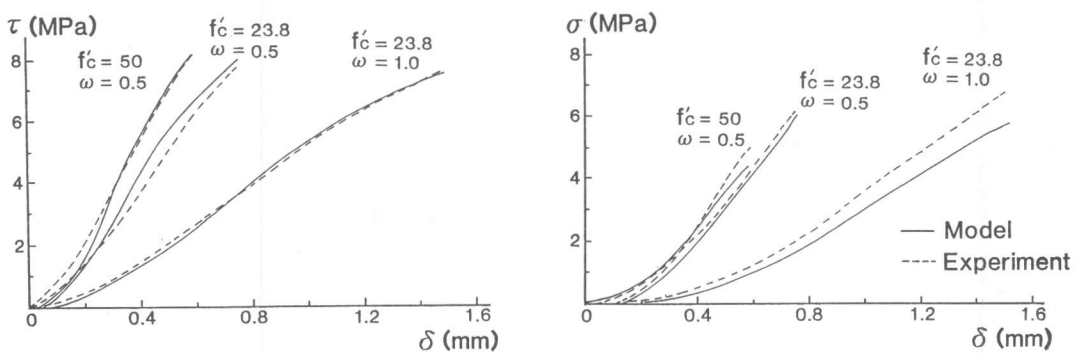 τ (MPa)
8
6
4
2
0
0.4
0.8
1.2
1.6
δ (mm)
f′c = 50
ω = 0.5
f′c = 23.8
ω = 0.5
f′c = 23.8
ω = 1.0
σ (MPa)
8
6
4
2
0
0.4
0.8
1.2
1.6
δ (mm)
f′c = 50
ω = 0.5
f′c = 23.8
ω = 0.5
f′c = 23.8
ω = 1.0
Model
Experiment